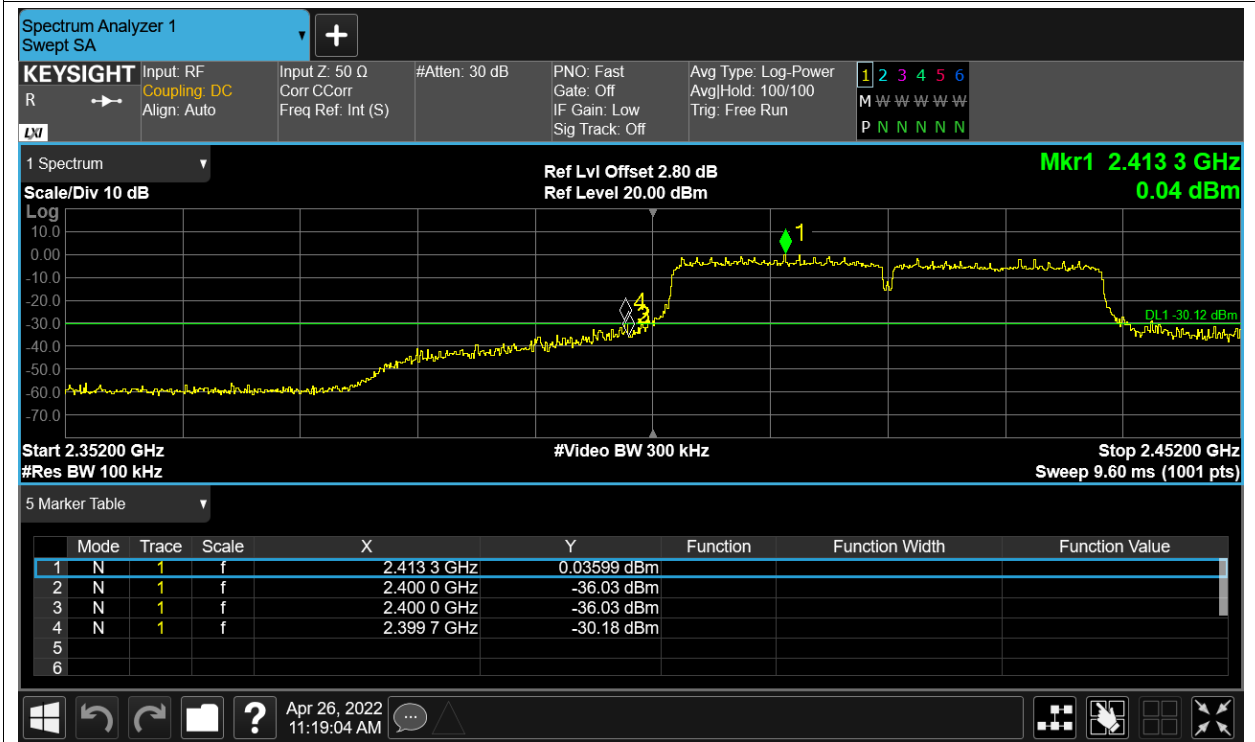 Spectrum Analyzer 1
Swept SA
+
KEYSIGHT Input: RF Input Z: 50 Ω #Atten: 30 dB PNO: Fast Avg Type: Log-Power 1 2 3 4 5 6
R Coupling: DC Corr CCorr Gate: Off Avg|Hold: 100/100 M W W W W W
Align: Auto Freq Ref: Int (S) IF Gain: Low Trig: Free Run
LXI Sig Track: Off P N N N N N
1 Spectrum Ref Lvl Offset 2.80 dB Mkr1 2.413 3 GHz
Scale/Div 10 dB Ref Level 20.00 dBm 0.04 dBm
Log
10.0
0.00
-10.0
-20.0
-30.0
-40.0
-50.0
-60.0
-70.0
1
4
DL1 -30.12 dBm
Start 2.35200 GHz #Video BW 300 kHz Stop 2.45200 GHz
#Res BW 100 kHz Sweep 9.60 ms (1001 pts)
5 Marker Table
Mode Trace Scale X Y Function Function Width Function Value
1 N 1 f 2.413 3 GHz 0.03599 dBm
2 N 1 f 2.400 0 GHz -36.03 dBm
3 N 1 f 2.400 0 GHz -36.03 dBm
4 N 1 f 2.399 7 GHz -30.18 dBm
5
6
? Apr 26, 2022
11:19:04 AM